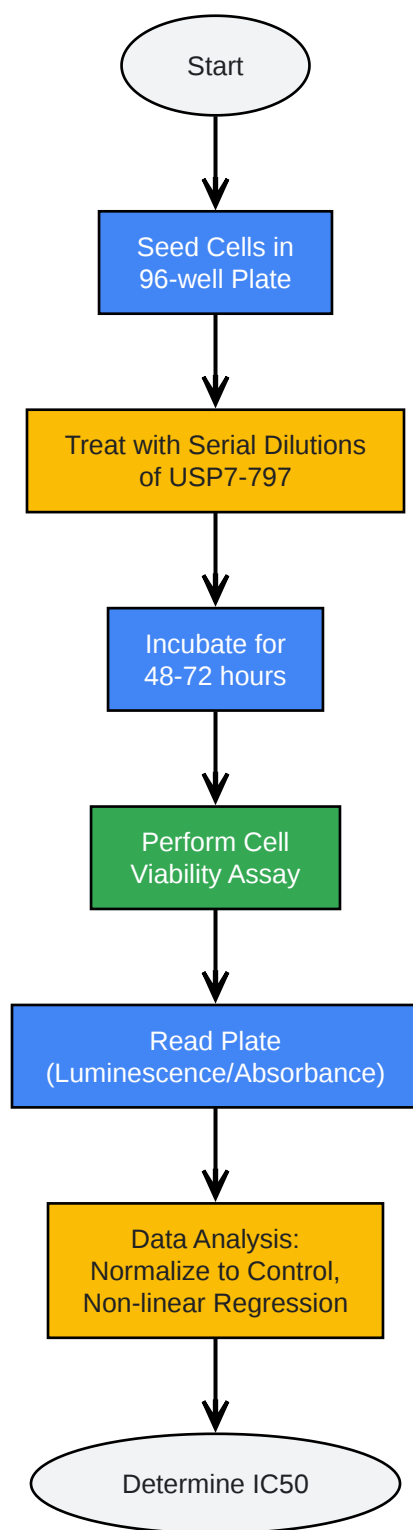 Start
Seed Cells in
96-well Plate
Treat with Serial Dilutions
of USP7-797
Incubate for
48-72 hours
Perform Cell
Viability Assay
Read Plate
(Luminescence/Absorbance)
Data Analysis:
Normalize to Control,
Non-linear Regression
Determine IC50